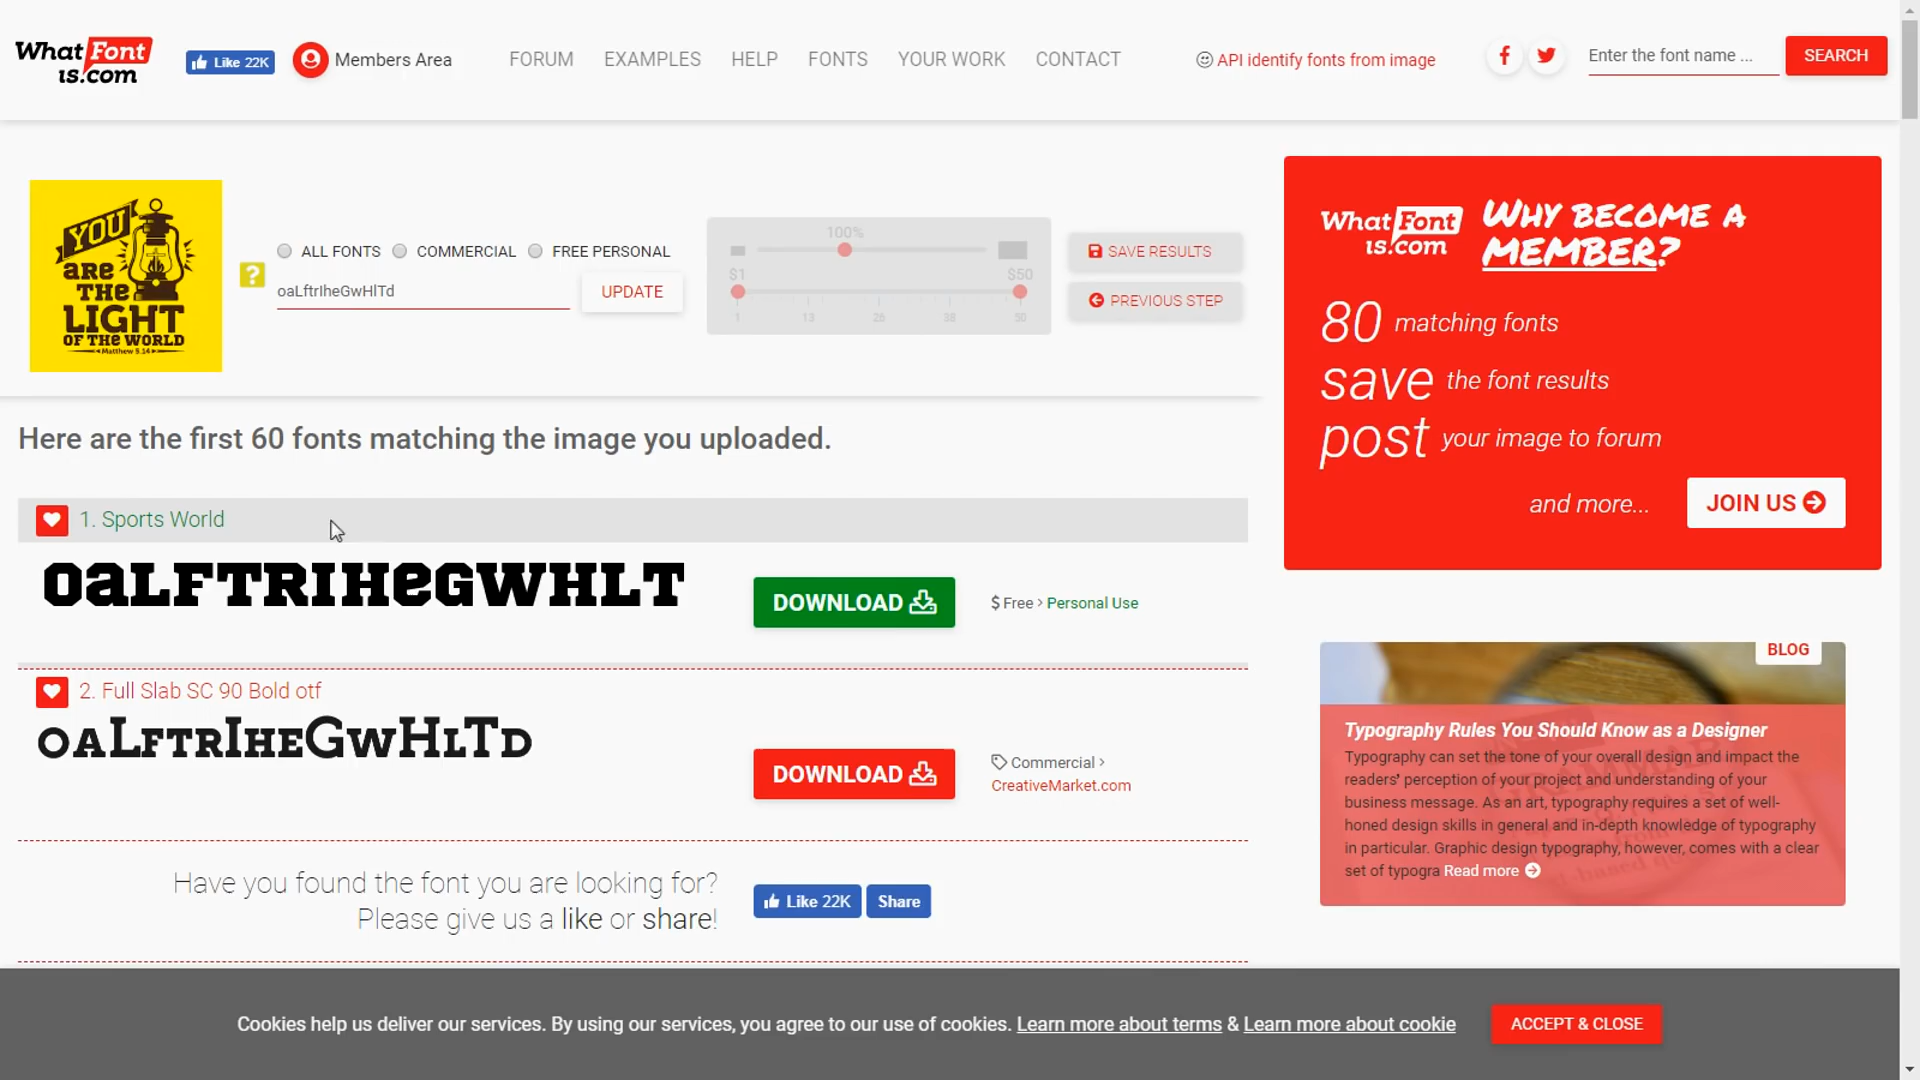 What Font is.com
Like 22K
Members Area
FORUM
EXAMPLES
HELP
FONTS
YOUR WORK
CONTACT
API identify fonts from image
Enter the font name ...
SEARCH
YOU
are
THE
LIGHT
OF THE WORLD
Matthew 5.14
?
ALL FONTS
COMMERCIAL
FREE PERSONAL
oaLftrIheGwHlTd
UPDATE
100%
$1
$50
1
13
26
38
50
SAVE RESULTS
PREVIOUS STEP
What Font is.com
WHY BECOME A
MEMBER?
80 matching fonts
save the font results
post your image to forum
and more...
JOIN US
Here are the first 60 fonts matching the image you uploaded.
1. Sports World
oaLFTRIHeGWHLT
DOWNLOAD
$ Free > Personal Use
2. Full Slab SC 90 Bold otf
oaLftrIheGwHlTd
DOWNLOAD
Commercial >
CreativeMarket.com
BLOG
Typography Rules You Should Know as a Designer
Typography can set the tone of your overall design and impact the
readers' perception of your project and understanding of your
business message. As an art, typography requires a set of well-
honed design skills in general and in-depth knowledge of typography
in particular. Graphic design typography, however, comes with a clear
set of typogra Read more
Have you found the font you are looking for?
Please give us a like or share!
Like 22K
Share
Cookies help us deliver our services. By using our services, you agree to our use of cookies. Learn more about terms & Learn more about cookie
ACCEPT & CLOSE